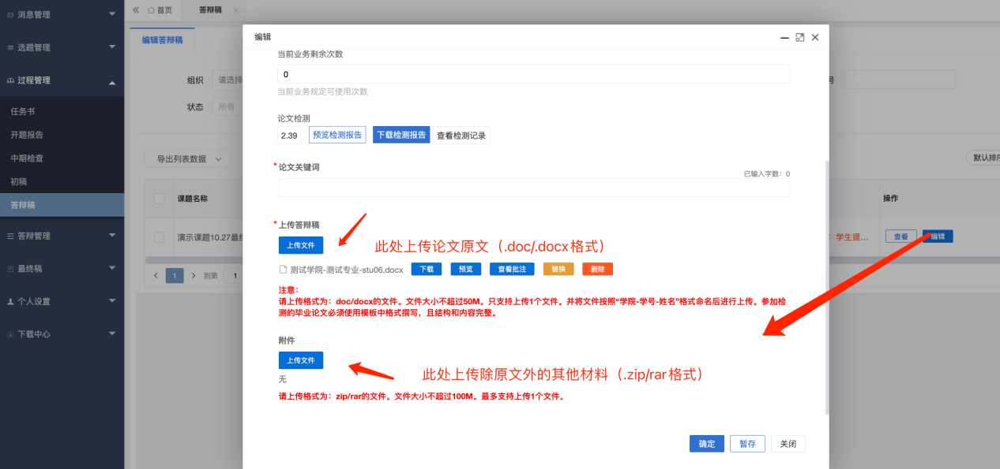 消息管理
选题管理
过程管理
任务书
开题报告
中期检查
初稿
答辩稿
答辩管理
最终稿
个人设置
下载中心
首页
答辩稿
编辑答辩稿
组织
请选择
号
状态
所有
导出列表数据
默认排序
课题名称
操作
演示课题10.27最终
：学生提...
查看
编辑
1
到第
1
编辑
当前业务剩余次数
0
当前业务规定可使用次数
论文检测
2.39 预览检测报告 下载检测报告 查看检测记录
*论文关键词
已输入字数：0
*上传答辩稿
上传文件
此处上传论文原文（.doc/.docx格式）
测试学院-测试专业-stu06.docx 下载 预览 查看批注 替换 删除
注意：
请上传格式为：doc/docx的文件。文件大小不超过50M。只支持上传1个文件。并将文件按照“学院-学号-姓名”格式命名后进行上传。参加检
测的毕业论文必须使用模板中格式撰写，且结构和内容完整。
附件
上传文件
此处上传除原文外的其他材料（.zip/rar格式）
无
请上传格式为：zip/rar的文件。文件大小不超过100M。最多支持上传1个文件。
确定 暂存 关闭